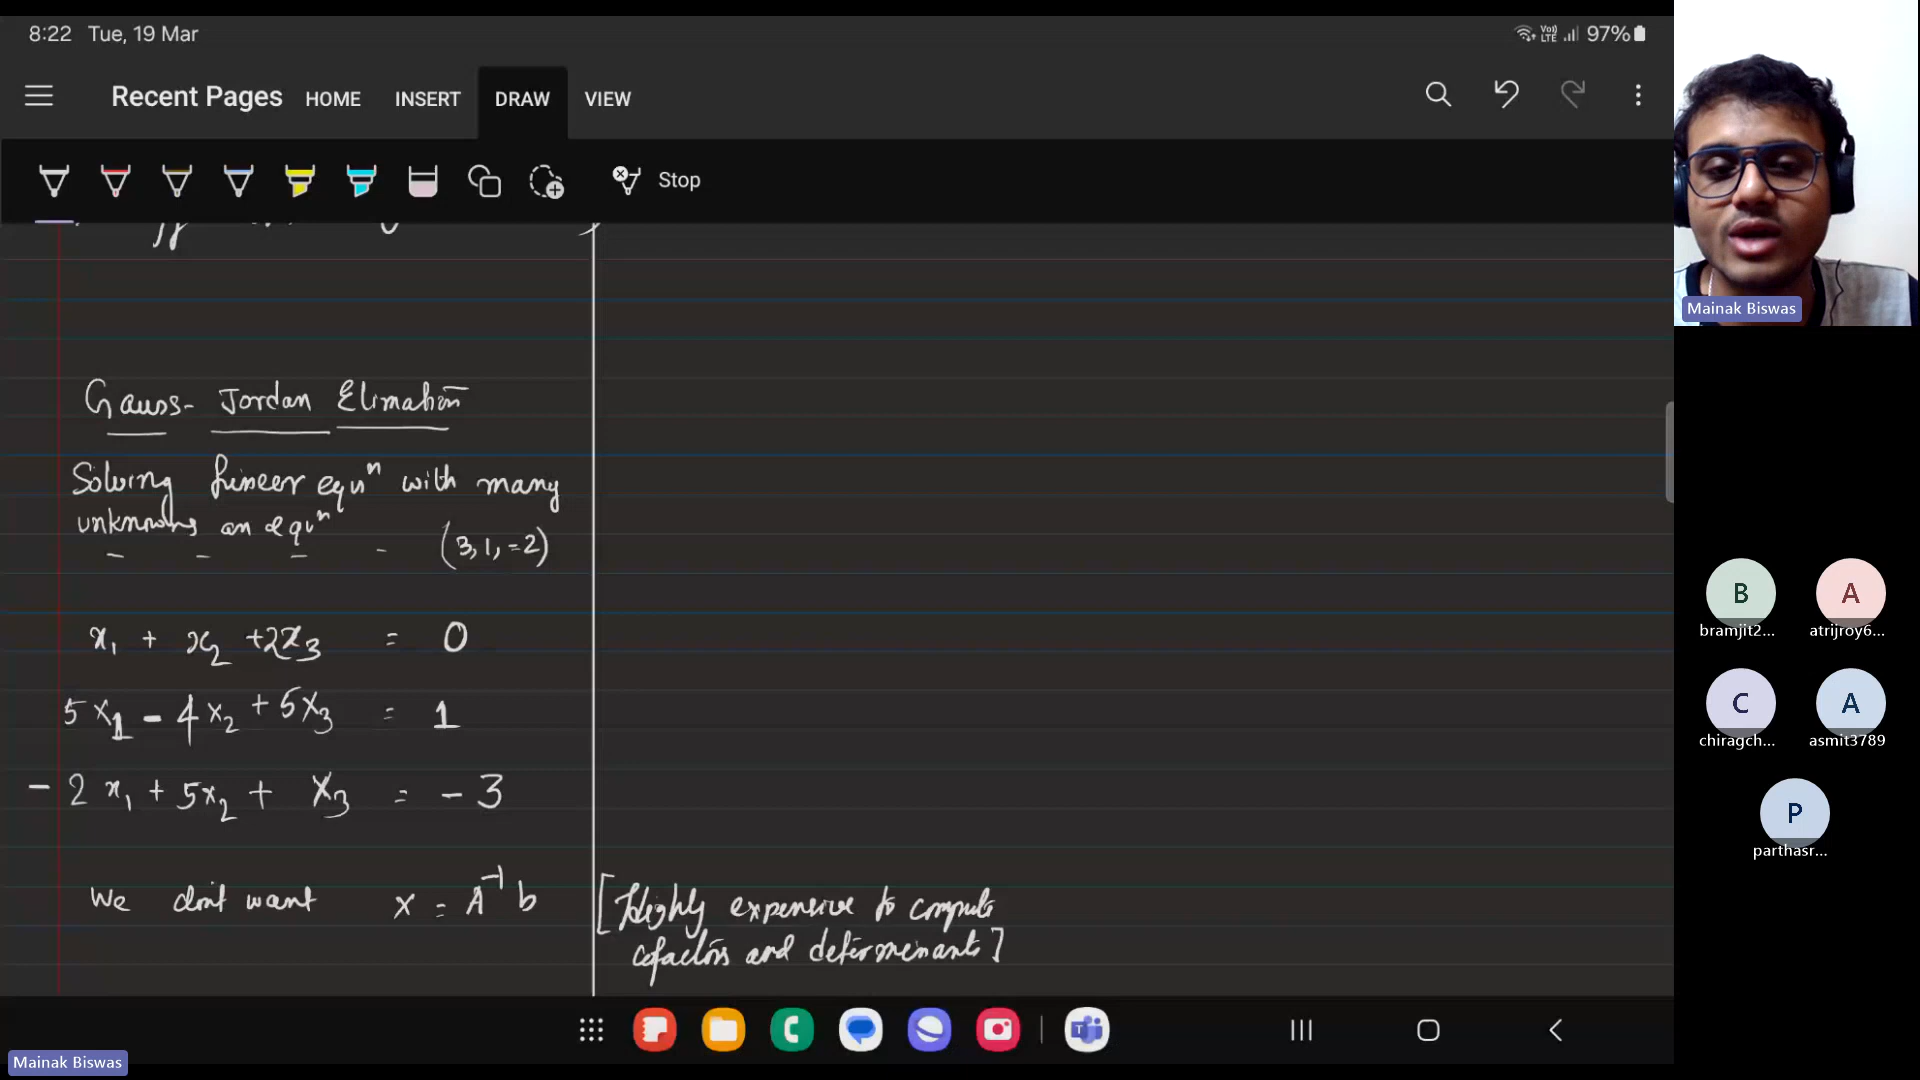 8:22 Tue, 19 Mar
97%
Recent Pages HOME INSERT DRAW VIEW
Stop
Gauss- Jordan Elimation
Solving linear equⁿ with many
unknowns an equⁿ
(3, 1, -2)
x₁ + x₂ + 2x₃ = 0
5x₁ - 4x₂ + 5x₃ = 1
- 2x₁ + 5x₂ + x₃ = - 3
We don't want x = A⁻¹ b [Highly expensive to compute
cofactors and determinants]
Mainak Biswas
B A
bramjit2... atrijroy6...
C A
chiragch... asmit3789
P
parthasr...
Mainak Biswas